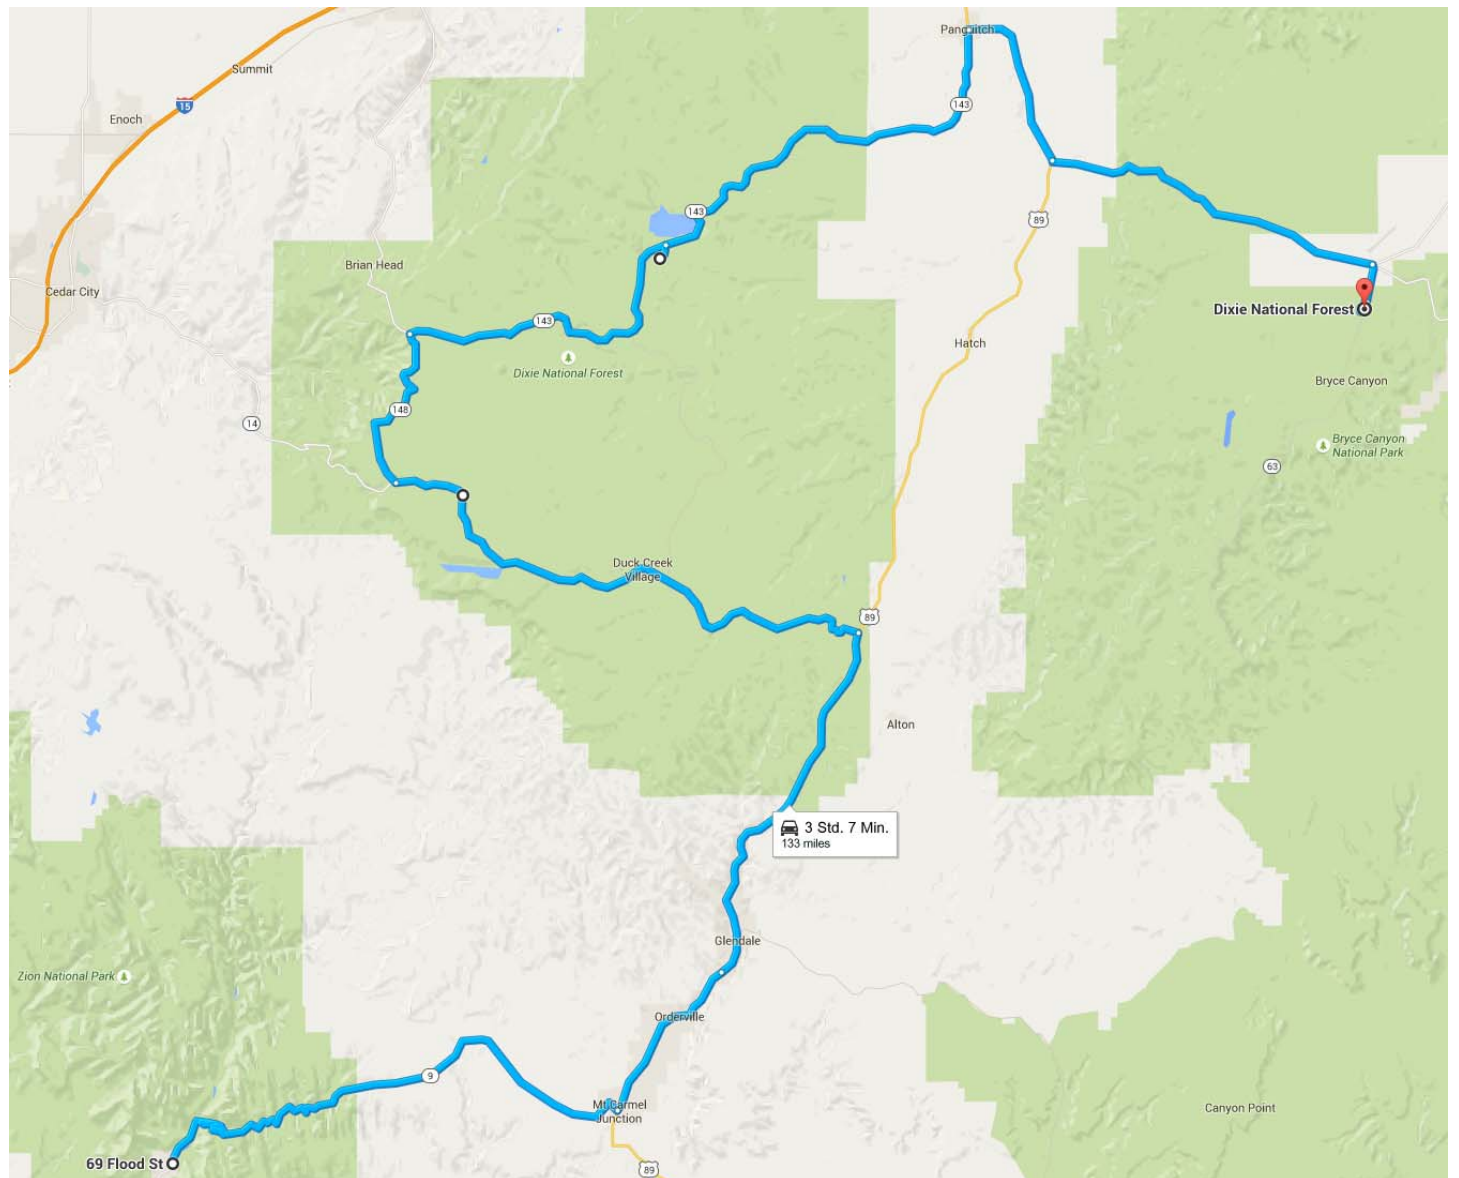 Panguitch
Summit
15
143
Enoch
143
89
Brian Head
Cedar City
Dixie National Forest
143
Hatch
Dixie National Forest
Bryce Canyon
148
14
Bryce Canyon
National Park
63
Duck Creek
Village
89
Alton
3 Std. 7 Min.
133 miles
Glendale
Zion National Park
Orderville
9
Mt Carmel
Junction
Canyon Point
69 Flood St
89